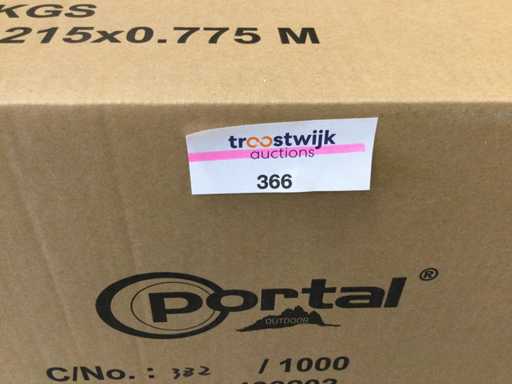 KGS
215x0.775 M
troostwijk
auctions
366
portal®
OUTDOOR
C/No.: 332 / 1000